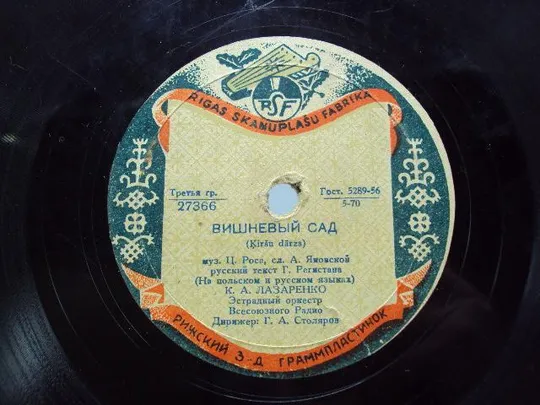 RSF
RIGAS SKAŅUPLAŠU FABRIKA
Третья гр.
27366
Гост. 5289-56
5-70
ВИШНЕВЫЙ САД
(Ķiršu dārzs)
муз. Ц. Росс, сл. А. Яновской
русский текст Г. Регистана
(На польском и русском языках)
К. А. ЛАЗАРЕНКО
Эстрадный оркестр
Всесоюзного Радио
Дирижер: Г. А. Столяров
РИЖСКИЙ З-Д ГРАММПЛАСТИНОК